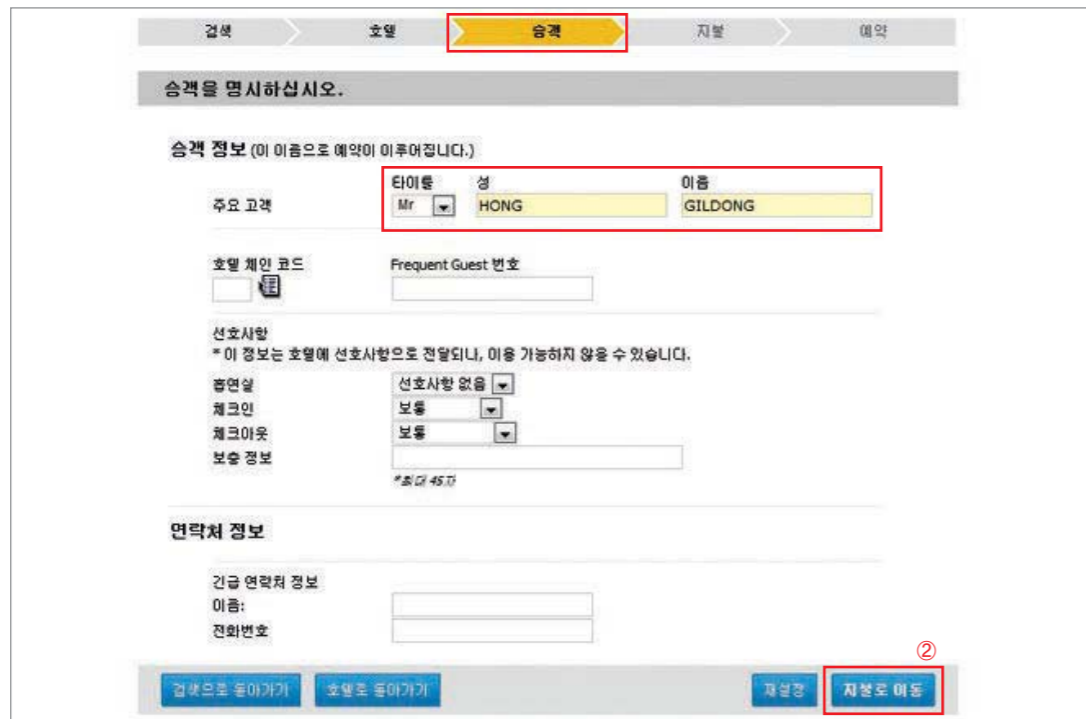 검색 호텔 승객 지불 예약
승객을 명시하십시오.
승객 정보 (이 이름으로 예약이 이루어집니다.)
타이틀 성 이름
주요 고객 Mr HONG GILDONG
호텔 체인 코드 Frequent Guest 번호
선호사항
* 이 정보는 호텔에 선호사항으로 전달되나, 이용 가능하지 않을 수 있습니다.
흡연실 선호사항 없음
체크인 보통
체크아웃 보통
보충 정보
*최대 45자
연락처 정보
긴급 연락처 정보
이름:
전화번호
②
검색으로 돌아가기 호텔로 돌아가기 재설정 지불로 이동